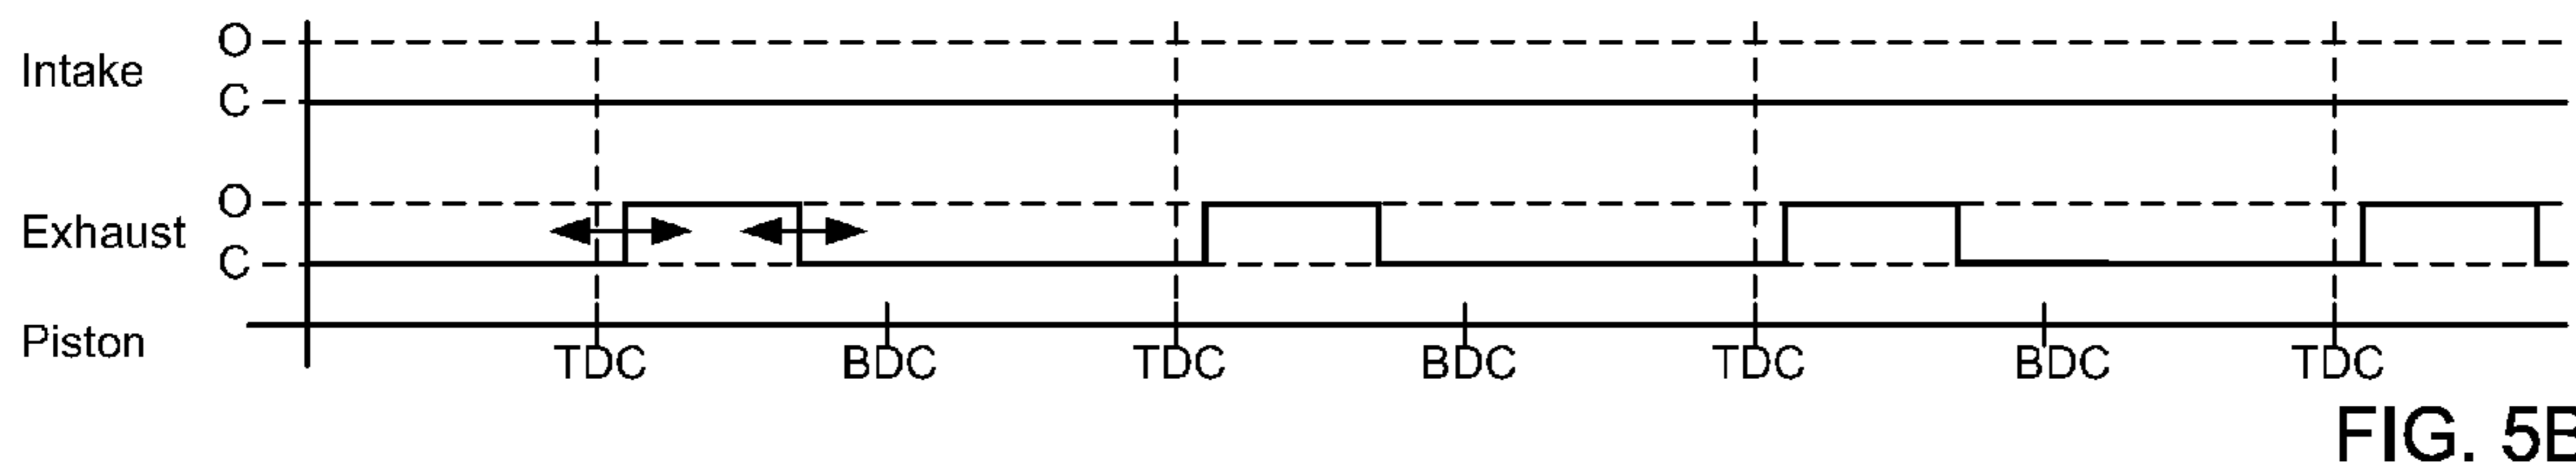 Intake
O
C
Exhaust
O
C
Piston
TDC BDC TDC BDC TDC BDC TDC
FIG. 5B